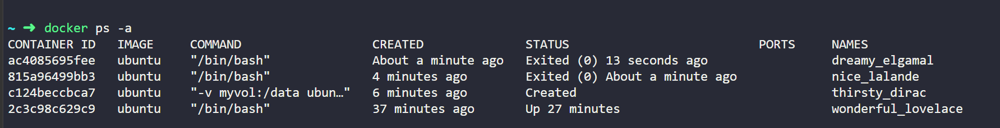 ~ ➜ docker ps -a
CONTAINER ID   IMAGE     COMMAND                  CREATED              STATUS                          PORTS     NAMES
ac4085695fee   ubuntu    "/bin/bash"              About a minute ago   Exited (0) 13 seconds ago                 dreamy_elgamal
815a96499bb3   ubuntu    "/bin/bash"              4 minutes ago        Exited (0) About a minute ago             nice_lalande
c124beccbca7   ubuntu    "-v myvol:/data ubun…"   6 minutes ago        Created                                   thirsty_dirac
2c3c98c629c9   ubuntu    "/bin/bash"              37 minutes ago       Up 27 minutes                             wonderful_lovelace